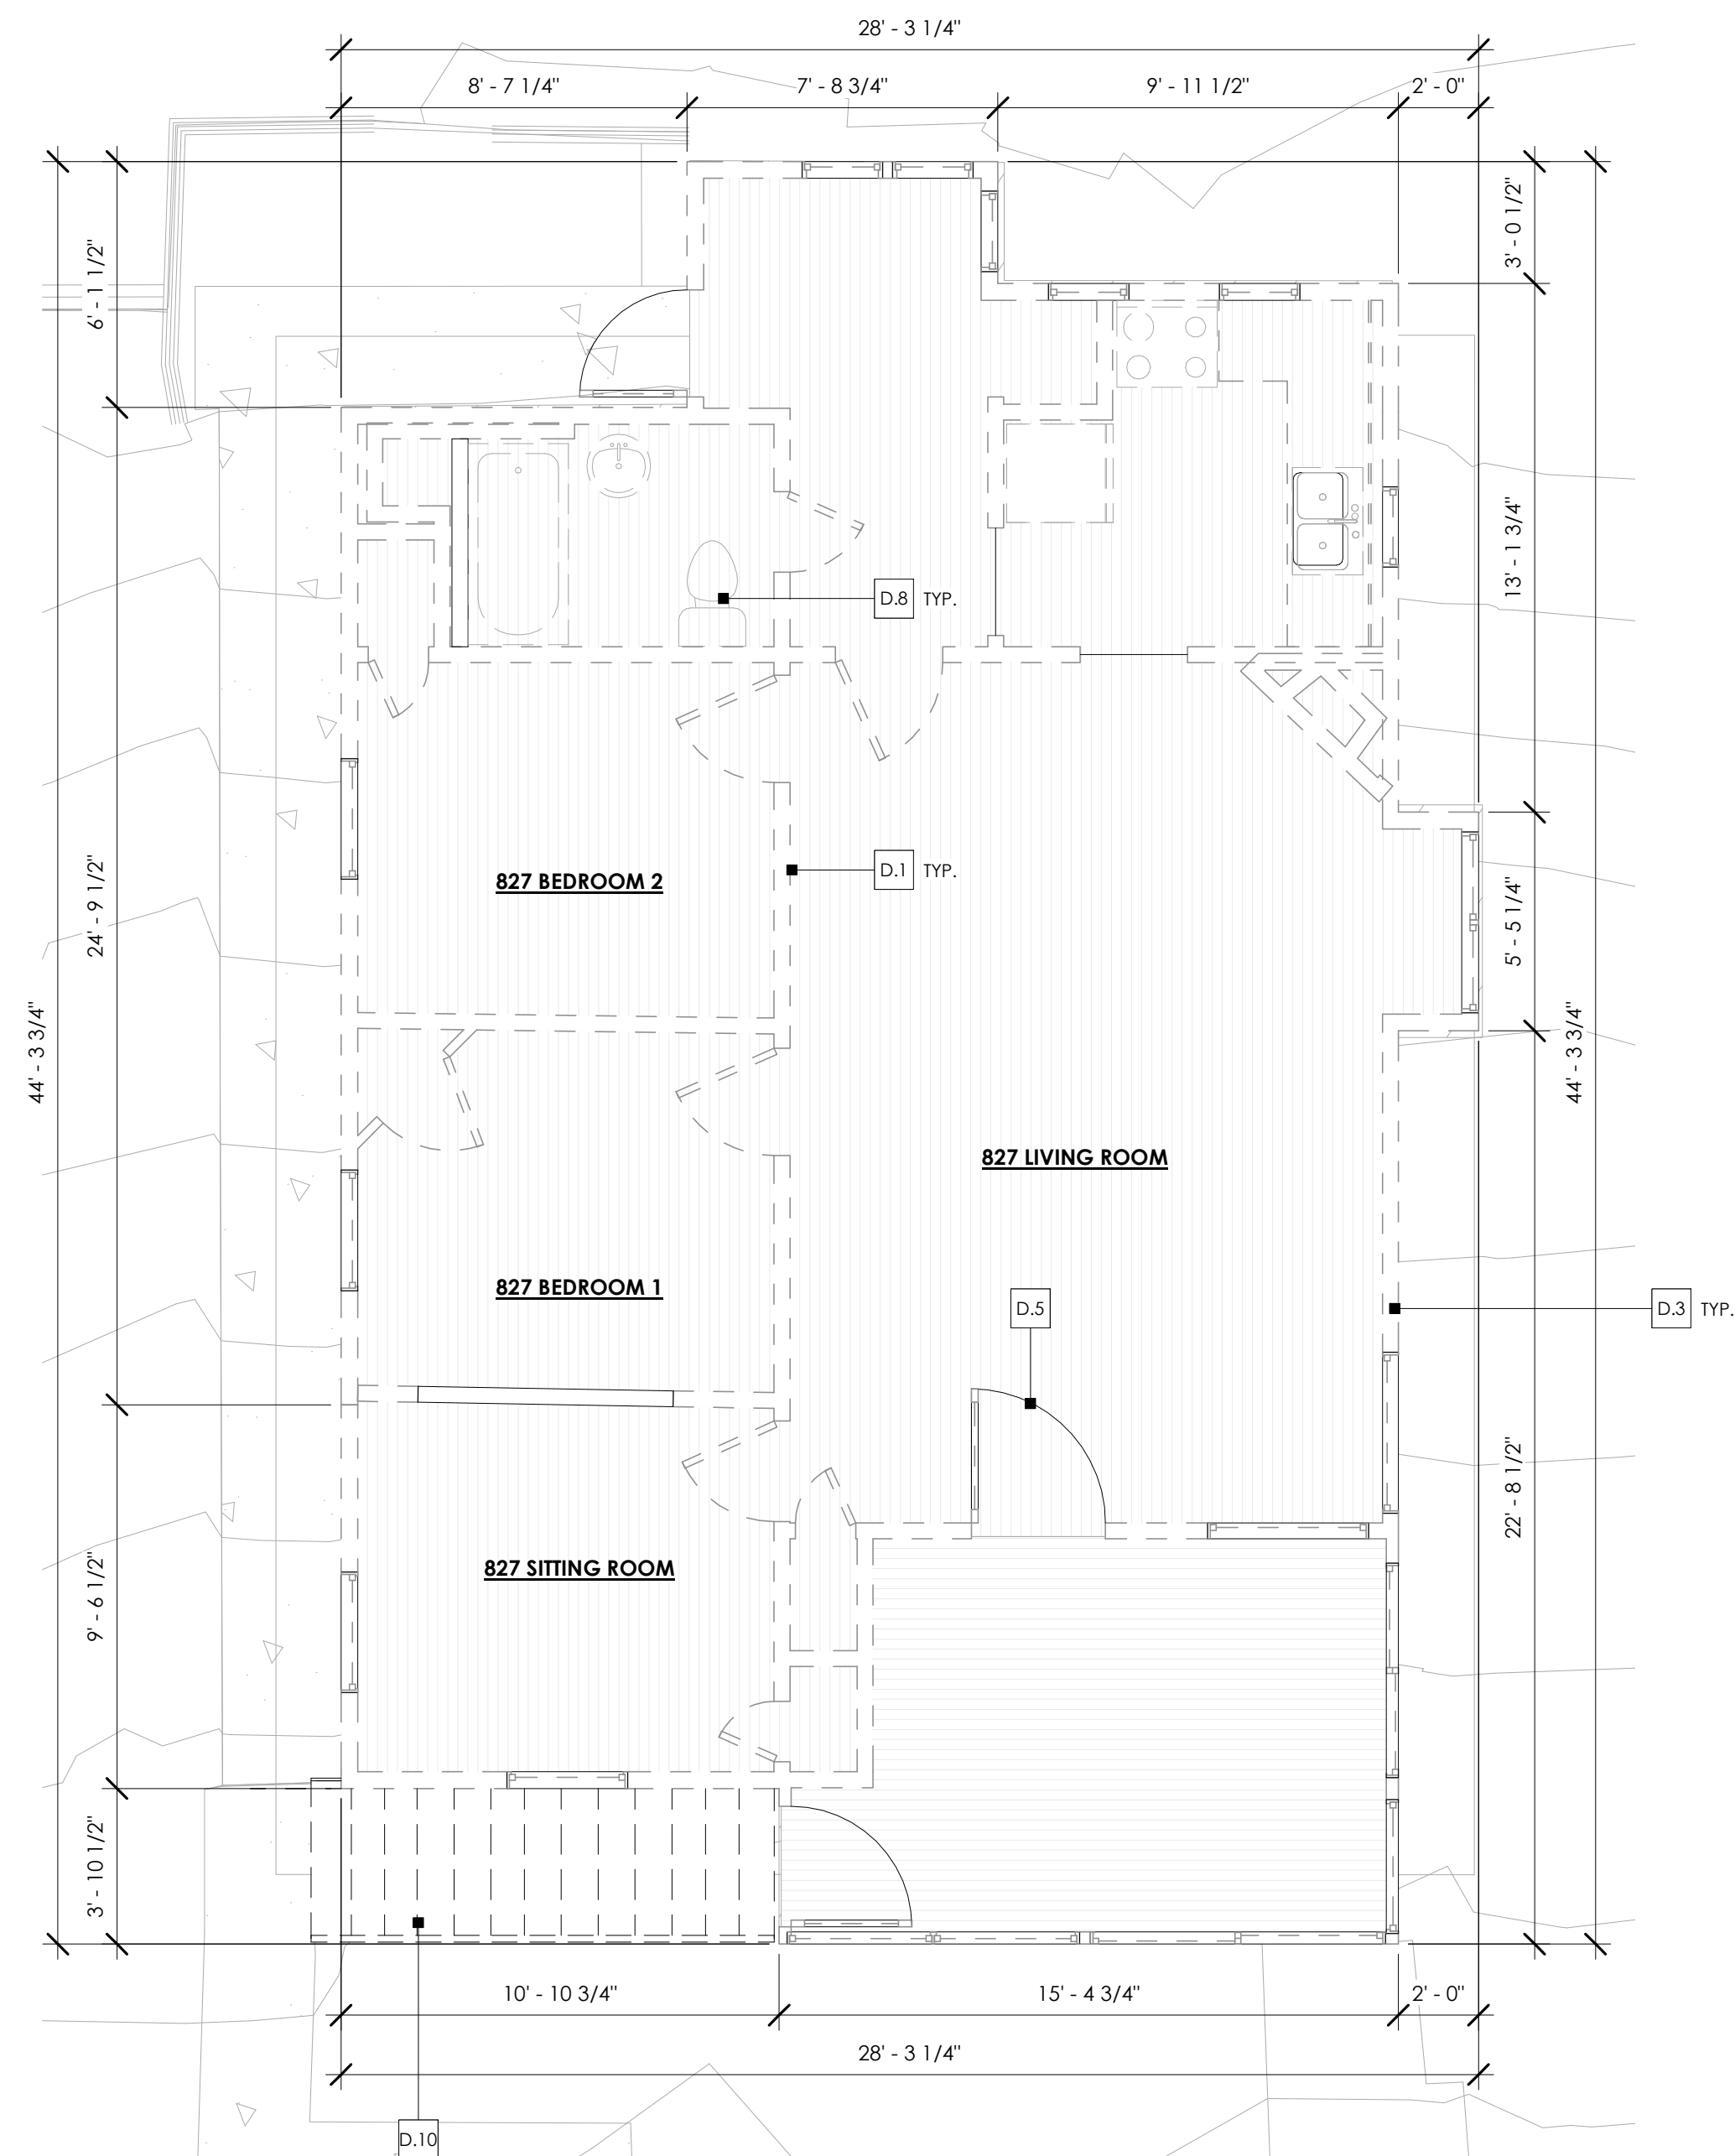 28' - 3 1/4"
8' - 7 1/4"
7' - 8 3/4"
9' - 11 1/2"
2' - 0"
6' - 1 1/2"
3' - 0 1/2"
13' - 1 3/4"
D.8 TYP.
827 BEDROOM 2
D.1 TYP.
24' - 9 1/2"
5' - 5 1/4"
44' - 3 3/4"
44' - 3 3/4"
827 LIVING ROOM
827 BEDROOM 1
D.5
D.3 TYP.
22' - 8 1/2"
827 SITTING ROOM
9' - 6 1/2"
3' - 10 1/2"
10' - 10 3/4"
15' - 4 3/4"
2' - 0"
28' - 3 1/4"
D.10